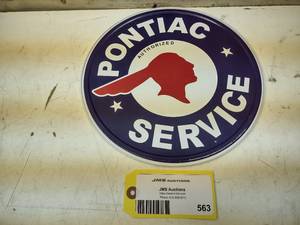 PONTIAC
AUTHORIZED
SERVICE
JMS AUCTIONS
JMS Auctions
563